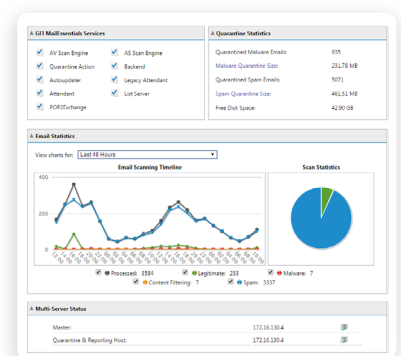 GFI MailEssentials Services
AV Scan Engine
AS Scan Engine
Quarantine Action
Backend
Autoupdater
Legacy Attendant
Attendant
List Server
POP2Exchange
Quarantine Statistics
Quarantined Malware Emails: 935
Malware Quarantine Size: 231.78 MB
Quarantined Spam Emails: 5071
Spam Quarantine Size: 461.51 MB
Free Disk Space: 42.90 GB
Email Statistics
View charts for: Last 48 Hours
Email Scanning Timeline
400
200
0
Processed: 3584
Legitimate: 233
Malware: 7
Content Filtering: 7
Spam: 3337
Scan Statistics
Multi-Server Status
Master: 172.16.130.4
Quarantine & Reporting Host: 172.16.130.4